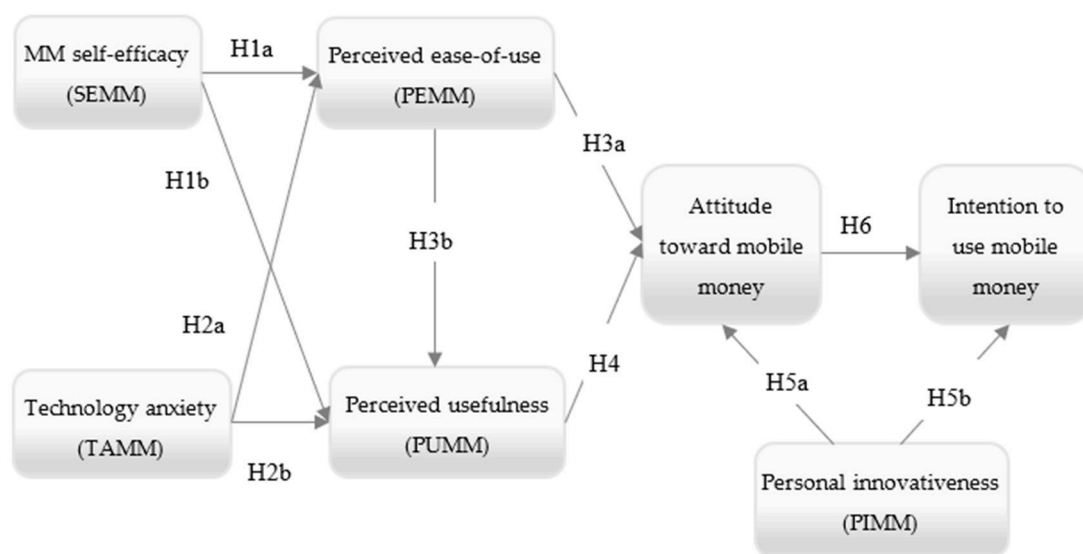 MM self-efficacy
(SEMM)
H1a
Perceived ease-of-use
(PEMM)
H3a
H1b
Attitude
toward mobile
money
H6
Intention to
use mobile
money
H3b
H2a
Technology anxiety
(TAMM)
H2b
Perceived usefulness
(PUMM)
H4
H5a
H5b
Personal innovativeness
(PIMM)